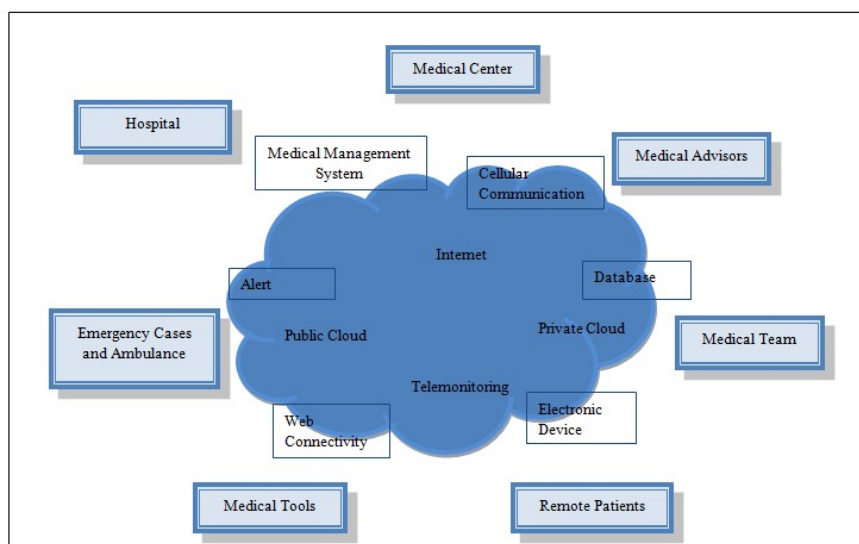 Medical Center
Hospital
Medical Management
System
Cellular
Communication
Medical Advisors
Internet
Alert
Database
Public Cloud
Private Cloud
Emergency Cases
and Ambulance
Medical Team
Telemonitoring
Web
Connectivity
Electronic
Device
Medical Tools
Remote Patients